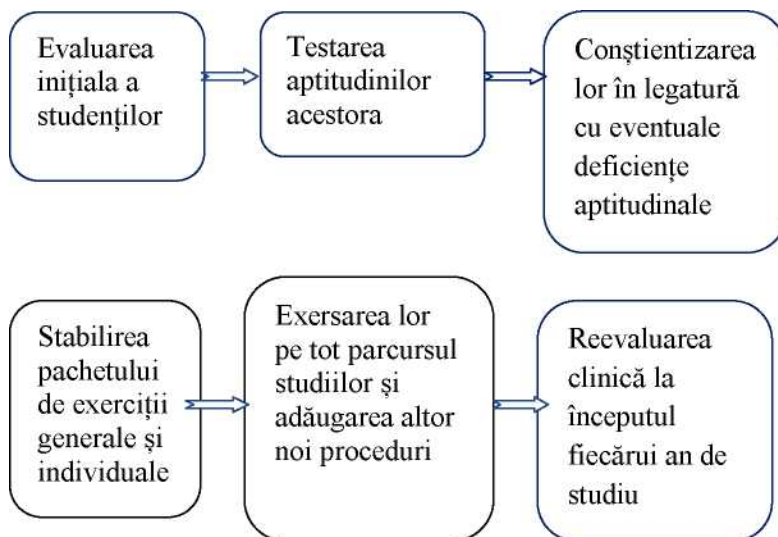 Evaluarea
inițiala a
studenților
Testarea
aptitudinilor
acestora
Conștientizarea
lor în legatură
cu eventuale
deficiențe
aptitudinale
Stabilirea
pachetului
de exerciții
generale și
individuale
Exersarea lor
pe tot parcursul
studiilor și
adăugarea altor
noi proceduri
Reevaluarea
clinică la
începutul
fiecărui an de
studiu